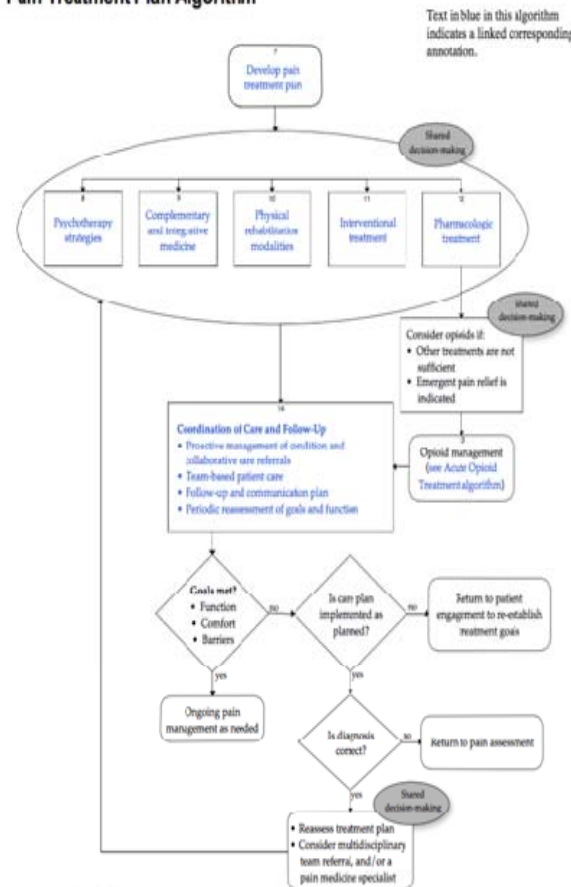 Pain Treatment Plan Algorithm
Text in blue in this algorithm
indicates a linked corresponding
annotation.
7
Develop pain
treatment plan
Shared
decision-making
8
Psychotherapy
strategies
9
Complementary
and integrative
medicine
10
Physical
rehabilitation
modalities
11
Interventional
treatment
12
Pharmacologic
treatment
Shared
decision-making
Consider opioids if:
• Other treatments are not
sufficient
• Emergent pain relief is
indicated
Opioid management
(see Acute Opioid
Treatment algorithm)
Coordination of Care and Follow-Up
• Proactive management of condition and
collaborative care referrals
• Team-based patient care
• Follow-up and communication plan
• Periodic reassessment of goals and function
Goals met?
• Function
• Comfort
• Barriers
no
Is care plan
implemented as
planned?
no
Return to patient
engagement to re-establish
treatment goals
yes
Ongoing pain
management as needed
yes
Is diagnosis
correct?
no
Return to pain assessment
yes
Shared
decision-making
• Reassess treatment plan
• Consider multidisciplinary
team referral, and/or a
pain medicine specialist